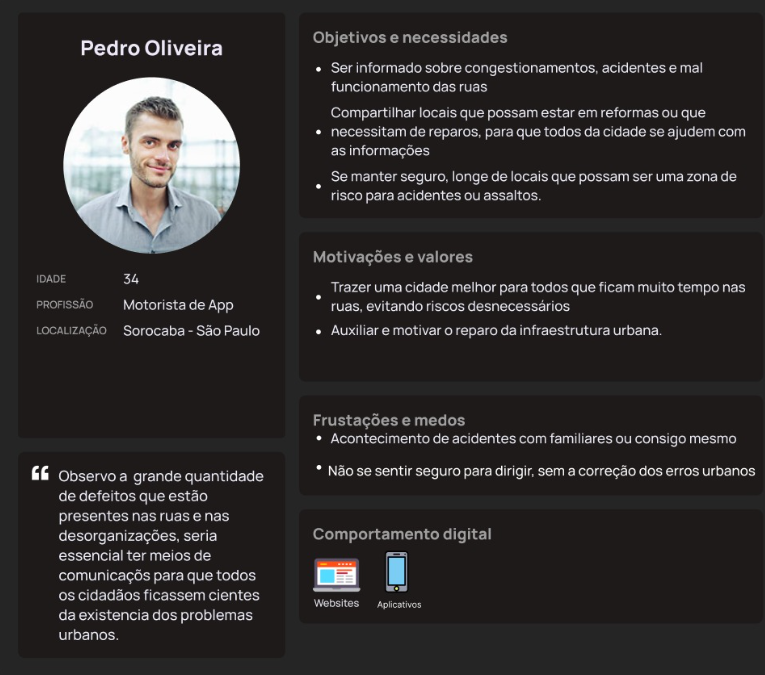 Pedro Oliveira
IDADE 34
PROFISSÃO Motorista de App
LOCALIZAÇÃO Sorocaba - São Paulo
Observo a grande quantidade
de defeitos que estão
presentes nas ruas e nas
desorganizações, seria
essencial ter meios de
comunicaçõs para que todos
os cidadãos ficassem cientes
da existencia dos problemas
urbanos.
Objetivos e necessidades
Ser informado sobre congestionamentos, acidentes e mal
funcionamento das ruas
Compartilhar locais que possam estar em reformas ou que
necessitam de reparos, para que todos da cidade se ajudem com
as informações
Se manter seguro, longe de locais que possam ser uma zona de
risco para acidentes ou assaltos.
Motivações e valores
Trazer uma cidade melhor para todos que ficam muito tempo nas
ruas, evitando riscos desnecessários
Auxiliar e motivar o reparo da infraestrutura urbana.
Frustações e medos
Acontecimento de acidentes com familiares ou consigo mesmo
Não se sentir seguro para dirigir, sem a correção dos erros urbanos
Comportamento digital
Websites
Aplicativos